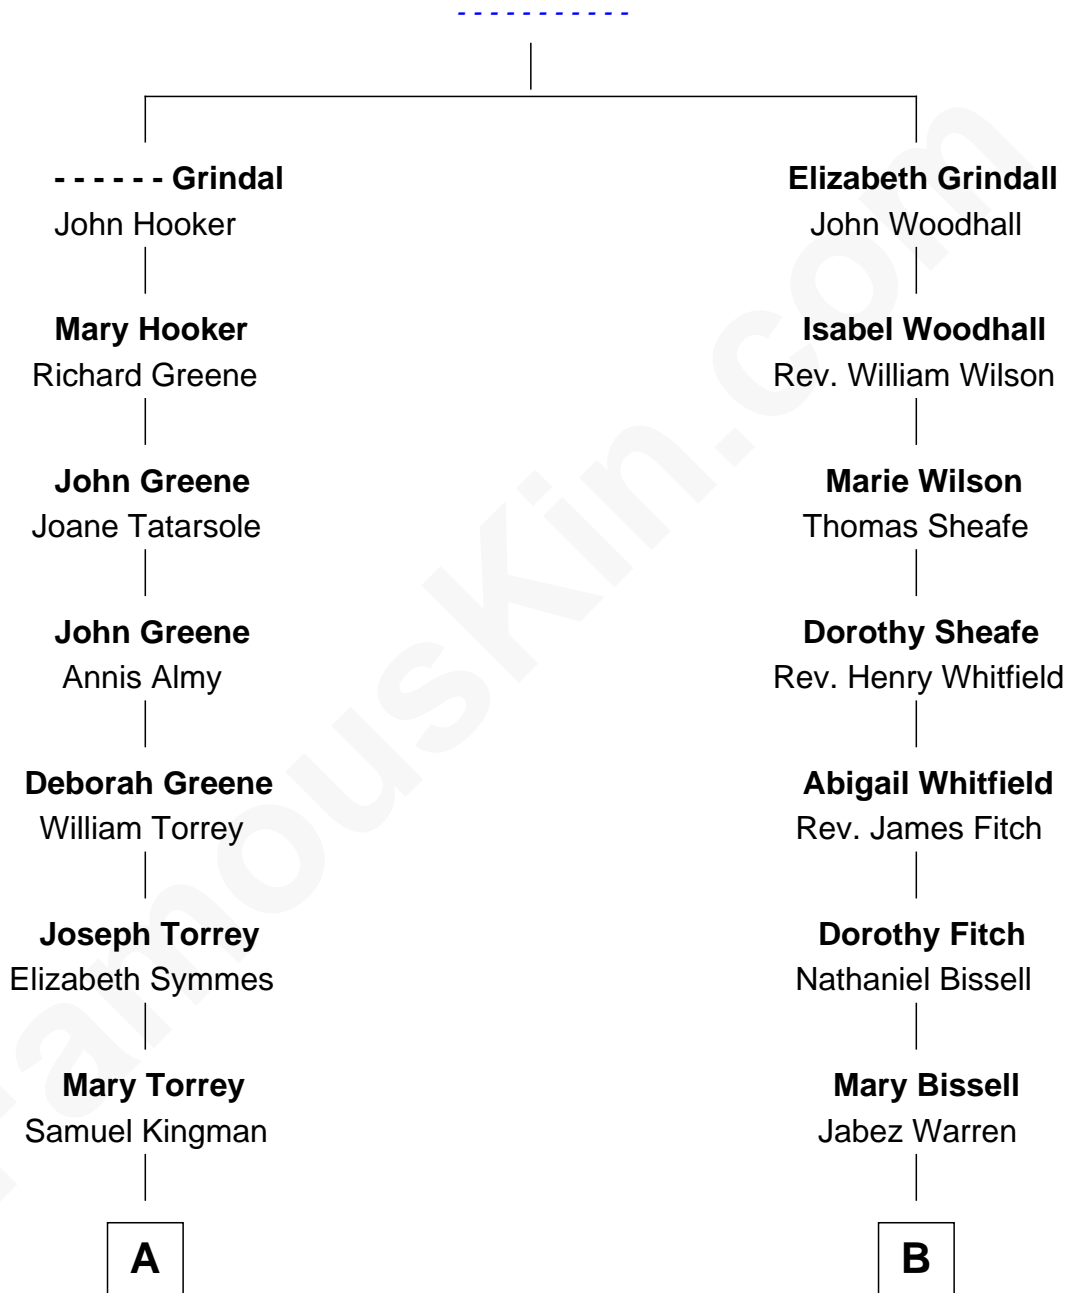 - - - - - - - - - - -
- - - - - - Grindal
John Hooker
Mary Hooker
Richard Greene
John Greene
Joane Tatarsole
John Greene
Annis Almy
Deborah Greene
William Torrey
Joseph Torrey
Elizabeth Symmes
Mary Torrey
Samuel Kingman
A
Elizabeth Grindall
John Woodhall
Isabel Woodhall
Rev. William Wilson
Marie Wilson
Thomas Sheafe
Dorothy Sheafe
Rev. Henry Whitfield
Abigail Whitfield
Rev. James Fitch
Dorothy Fitch
Nathaniel Bissell
Mary Bissell
Jabez Warren
B
FamousKin.com